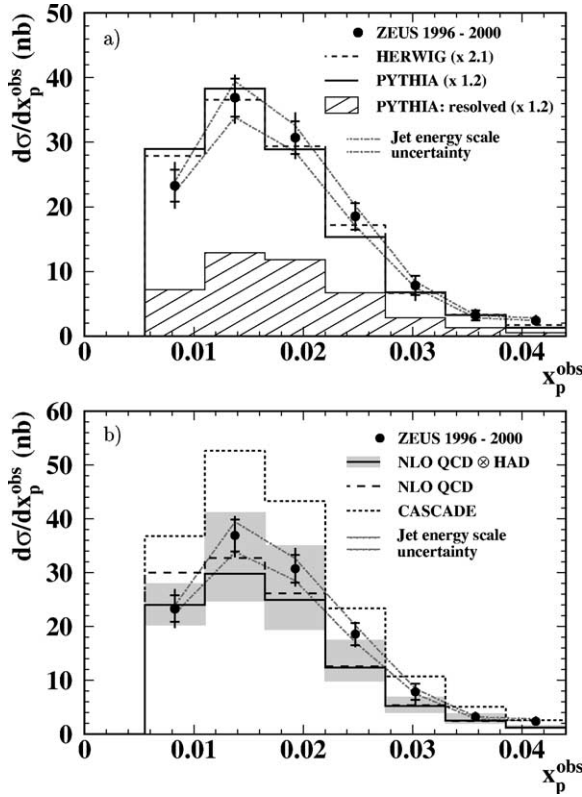 50
a)
ZEUS 1996 - 2000
HERWIG (x 2.1)
PYTHIA (x 1.2)
PYTHIA: resolved (x 1.2)
Jet energy scale
uncertainty
40
30
20
10
0
dσ/dx_p^obs (nb)
0 0.01 0.02 0.03 0.04
x_p^obs
60
b)
ZEUS 1996 - 2000
NLO QCD ⊗ HAD
NLO QCD
CASCADE
Jet energy scale
uncertainty
50
40
30
20
10
0
dσ/dx_p^obs (nb)
0 0.01 0.02 0.03 0.04
x_p^obs